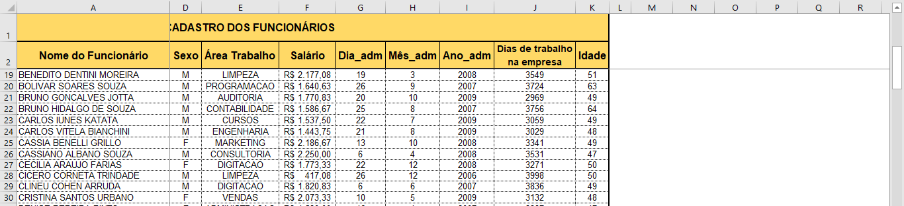 A D E F G H I J K L M N O P Q R
1 CADASTRO DOS FUNCIONÁRIOS
2 Nome do Funcionário Sexo Área Trabalho Salário Dia_adm Mês_adm Ano_adm Dias de trabalho na empresa Idade
19 BENEDITO DENTINI MOREIRA M LIMPEZA R$ 2.177,08 19 3 2008 3549 51
20 BOLIVAR SOARES SOUZA M PROGRAMACAO R$ 1.640,63 26 9 2007 3724 63
21 BRUNO GONCALVES JOTTA M AUDITORIA R$ 1.770,83 20 10 2009 2969 49
22 BRUNO HIDALGO DE SOUZA M CONTABILIDADE R$ 1.586,67 25 8 2007 3756 64
23 CARLOS IUNES KATATA M CURSOS R$ 1.537,50 22 7 2009 3059 49
24 CARLOS VITELA BIANCHINI M ENGENHARIA R$ 1.443,75 21 8 2009 3029 48
25 CASSIA BENELLI GRILLO F MARKETING R$ 2.186,67 13 10 2008 3341 49
26 CASSIANO ALBANO SOUZA M CONSULTORIA R$ 2.250,00 6 4 2008 3531 47
27 CECILIA ARAUJO FARIAS F DIGITACAO R$ 1.773,33 22 12 2008 3271 50
28 CICERO CORNETA TRINDADE M LIMPEZA R$ 417,08 26 12 2006 3998 50
29 CLINEU COHEN ARRUDA M DIGITACAO R$ 1.820,83 6 6 2007 3836 49
30 CRISTINA SANTOS URBANO F VENDAS R$ 2.073,33 10 5 2009 3132 48